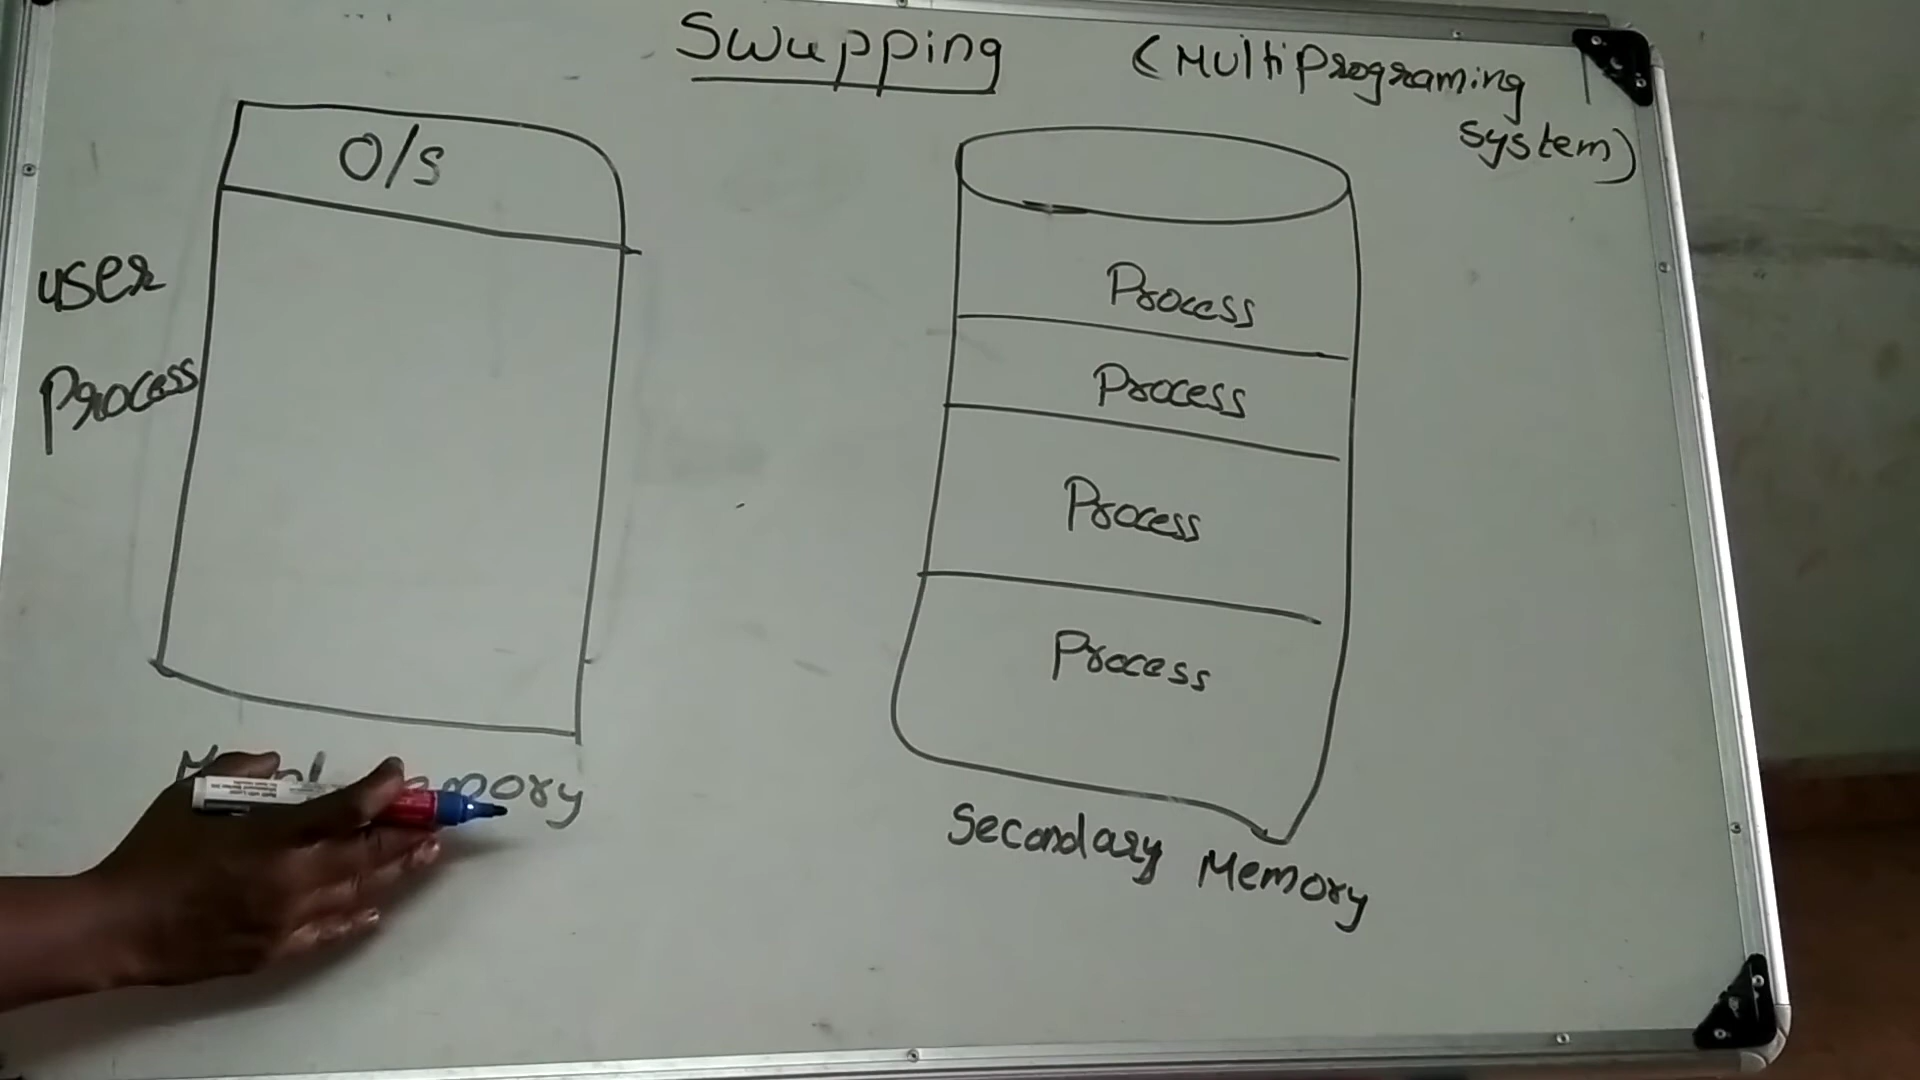 Swapping
(Multiprograming
system)
O/S
user
Process
Process
Process
Process
Process
Secondary Memory